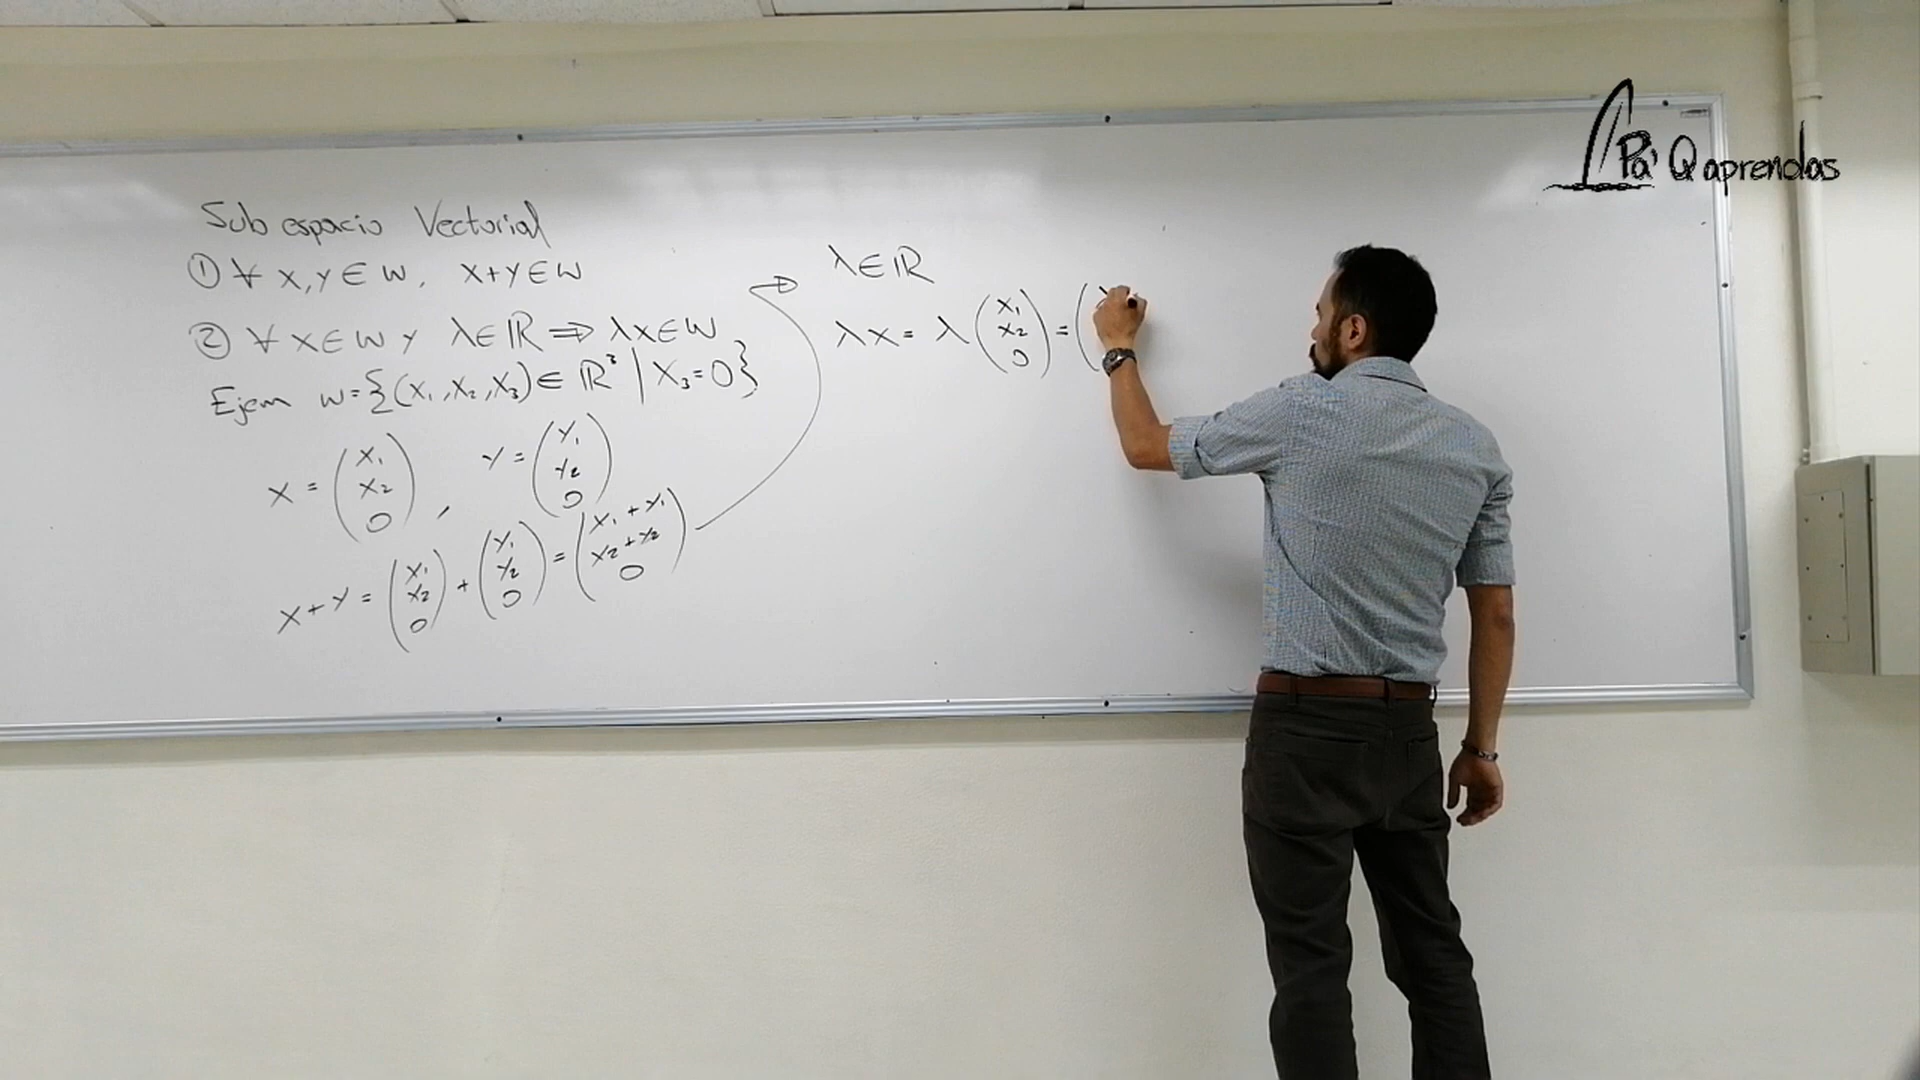 Sub espacio Vectorial
① ∀ x,y ∈ w, x+y ∈ w
② ∀ x ∈ w y λ ∈ ℝ ⇒ λx ∈ w
Ejem w={(x₁,x₂,x₃) ∈ ℝ³ | x₃=0}
x = (x₁ x₂ 0) , y = (y₁ y₂ 0)
x+y = (x₁ x₂ 0) + (y₁ y₂ 0) = (x₁+y₁ x₂+y₂ 0)
λ ∈ ℝ
λx = λ (x₁ x₂ 0) = (
Pa' Q aprendas